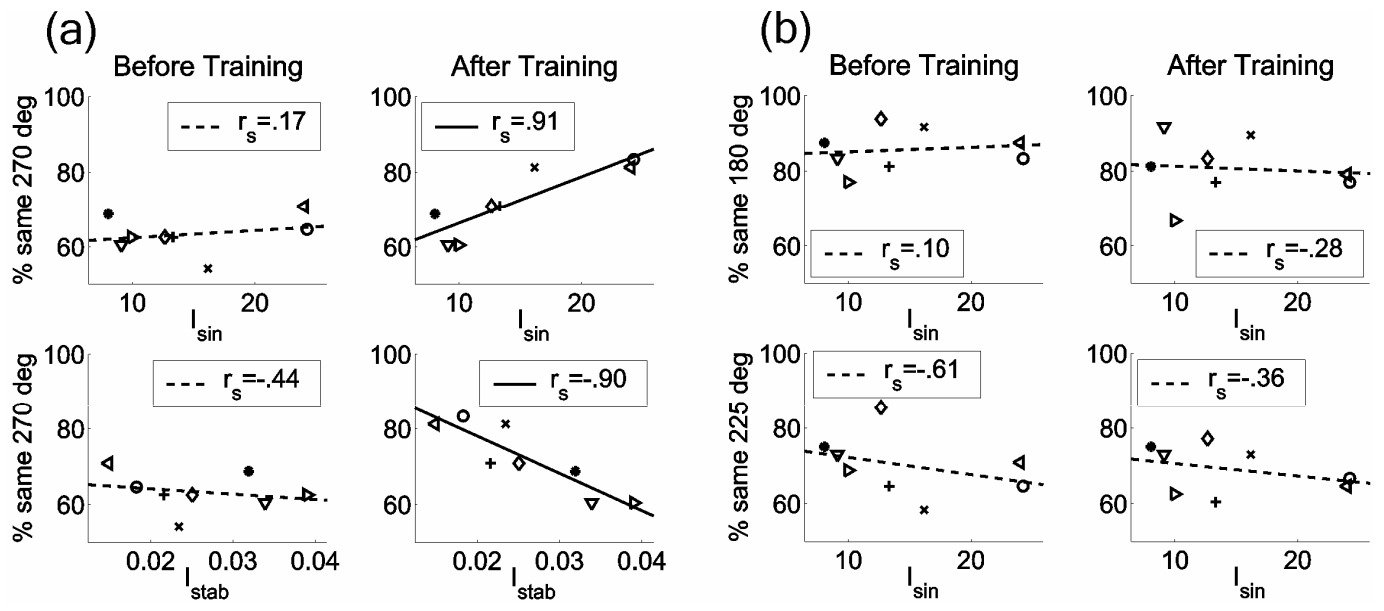 (a)
Before Training
After Training
% same 270 deg
100
80
60
r_s=.17
10
20
I_sin
100
80
60
r_s=.91
10
20
I_sin
% same 270 deg
100
80
60
r_s=-.44
0.02
0.03
0.04
I_stab
100
80
60
r_s=-.90
0.02
0.03
0.04
I_stab
(b)
Before Training
After Training
% same 180 deg
100
80
60
r_s=.10
10
20
I_sin
100
80
60
r_s=-.28
10
20
I_sin
% same 225 deg
100
80
60
r_s=-.61
10
20
I_sin
100
80
60
r_s=-.36
10
20
I_sin